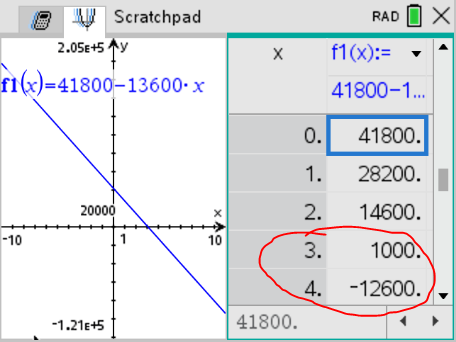 Scratchpad
RAD
2.05E+5 y
f1(x)=41800-13600·x
20000
x
-10
1
10
-1.21E+5
x f1(x):=
41800-1...
0. 41800.
1. 28200.
2. 14600.
3. 1000.
4. -12600.
41800.